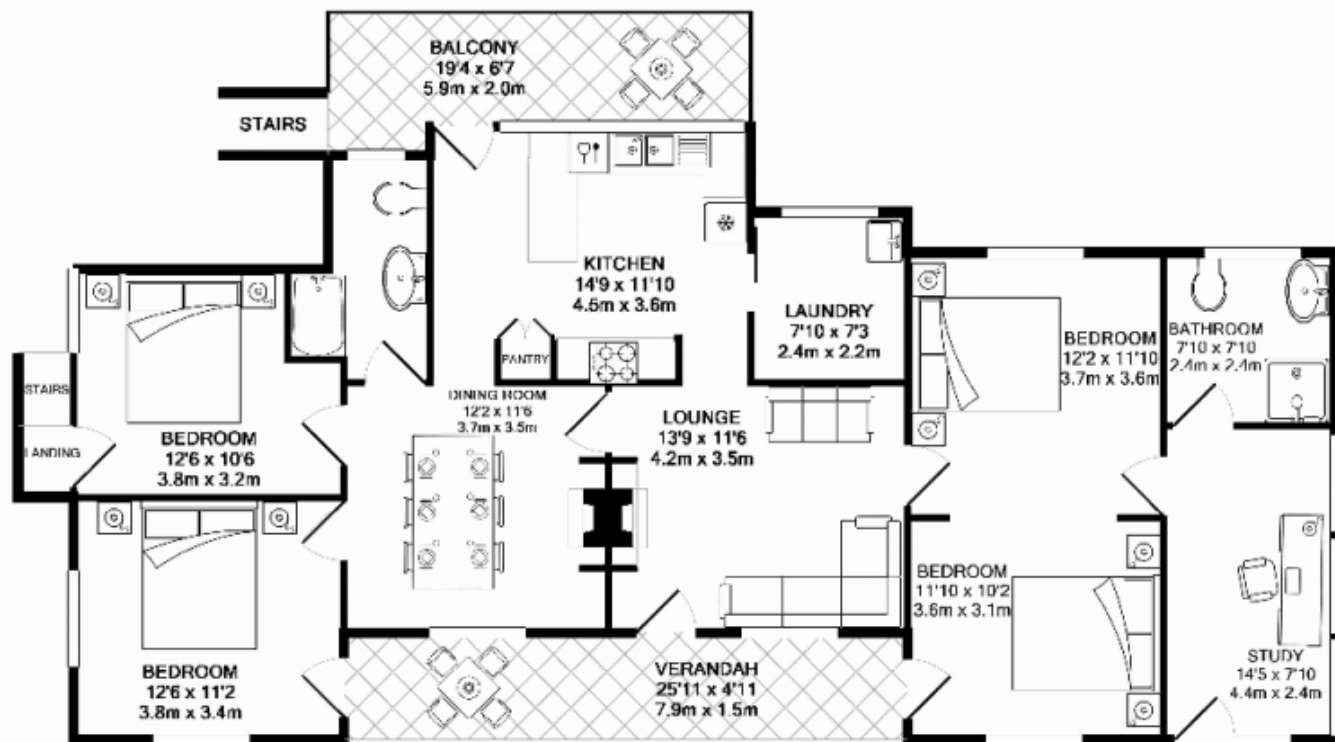 BALCONY
19'4 x 6'7
5.9m x 2.0m
STAIRS
KITCHEN
14'9 x 11'10
4.5m x 3.6m
LAUNDRY
7'10 x 7'3
2.4m x 2.2m
BEDROOM
12'2 x 11'10
3.7m x 3.6m
BATHROOM
7'10 x 7'10
2.4m x 2.4m
PANTRY
STAIRS
LANDING
BEDROOM
12'6 x 10'6
3.8m x 3.2m
DINING ROOM
12'2 x 11'6
3.7m x 3.5m
LOUNGE
13'9 x 11'6
4.2m x 3.5m
BEDROOM
11'10 x 10'2
3.6m x 3.1m
BEDROOM
12'6 x 11'2
3.8m x 3.4m
VERANDAH
25'11 x 4'11
7.9m x 1.5m
STUDY
14'5 x 7'10
4.4m x 2.4m